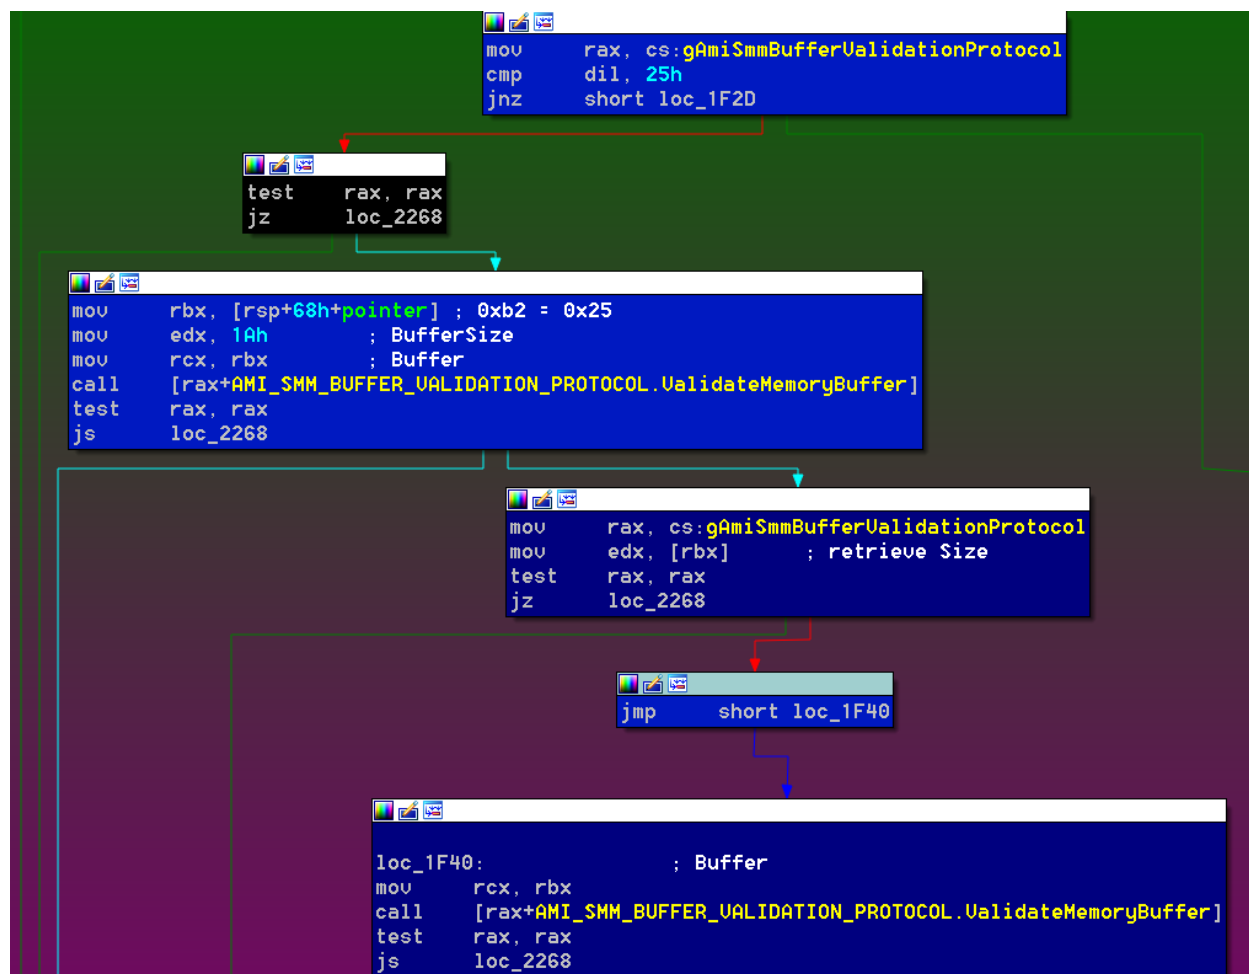 mov rax, cs:gAmiSmmBufferValidationProtocol
cmp dil, 25h
jnz short loc_1F2D
test rax, rax
jz loc_2268
mov rbx, [rsp+68h+pointer] ; 0xb2 = 0x25
mov edx, 1Ah ; BufferSize
mov rcx, rbx ; Buffer
call [rax+AMI_SMM_BUFFER_VALIDATION_PROTOCOL.ValidateMemoryBuffer]
test rax, rax
js loc_2268
mov rax, cs:gAmiSmmBufferValidationProtocol
mov edx, [rbx] ; retrieve Size
test rax, rax
jz loc_2268
jmp short loc_1F40
loc_1F40: ; Buffer
mov rcx, rbx
call [rax+AMI_SMM_BUFFER_VALIDATION_PROTOCOL.ValidateMemoryBuffer]
test rax, rax
js loc_2268